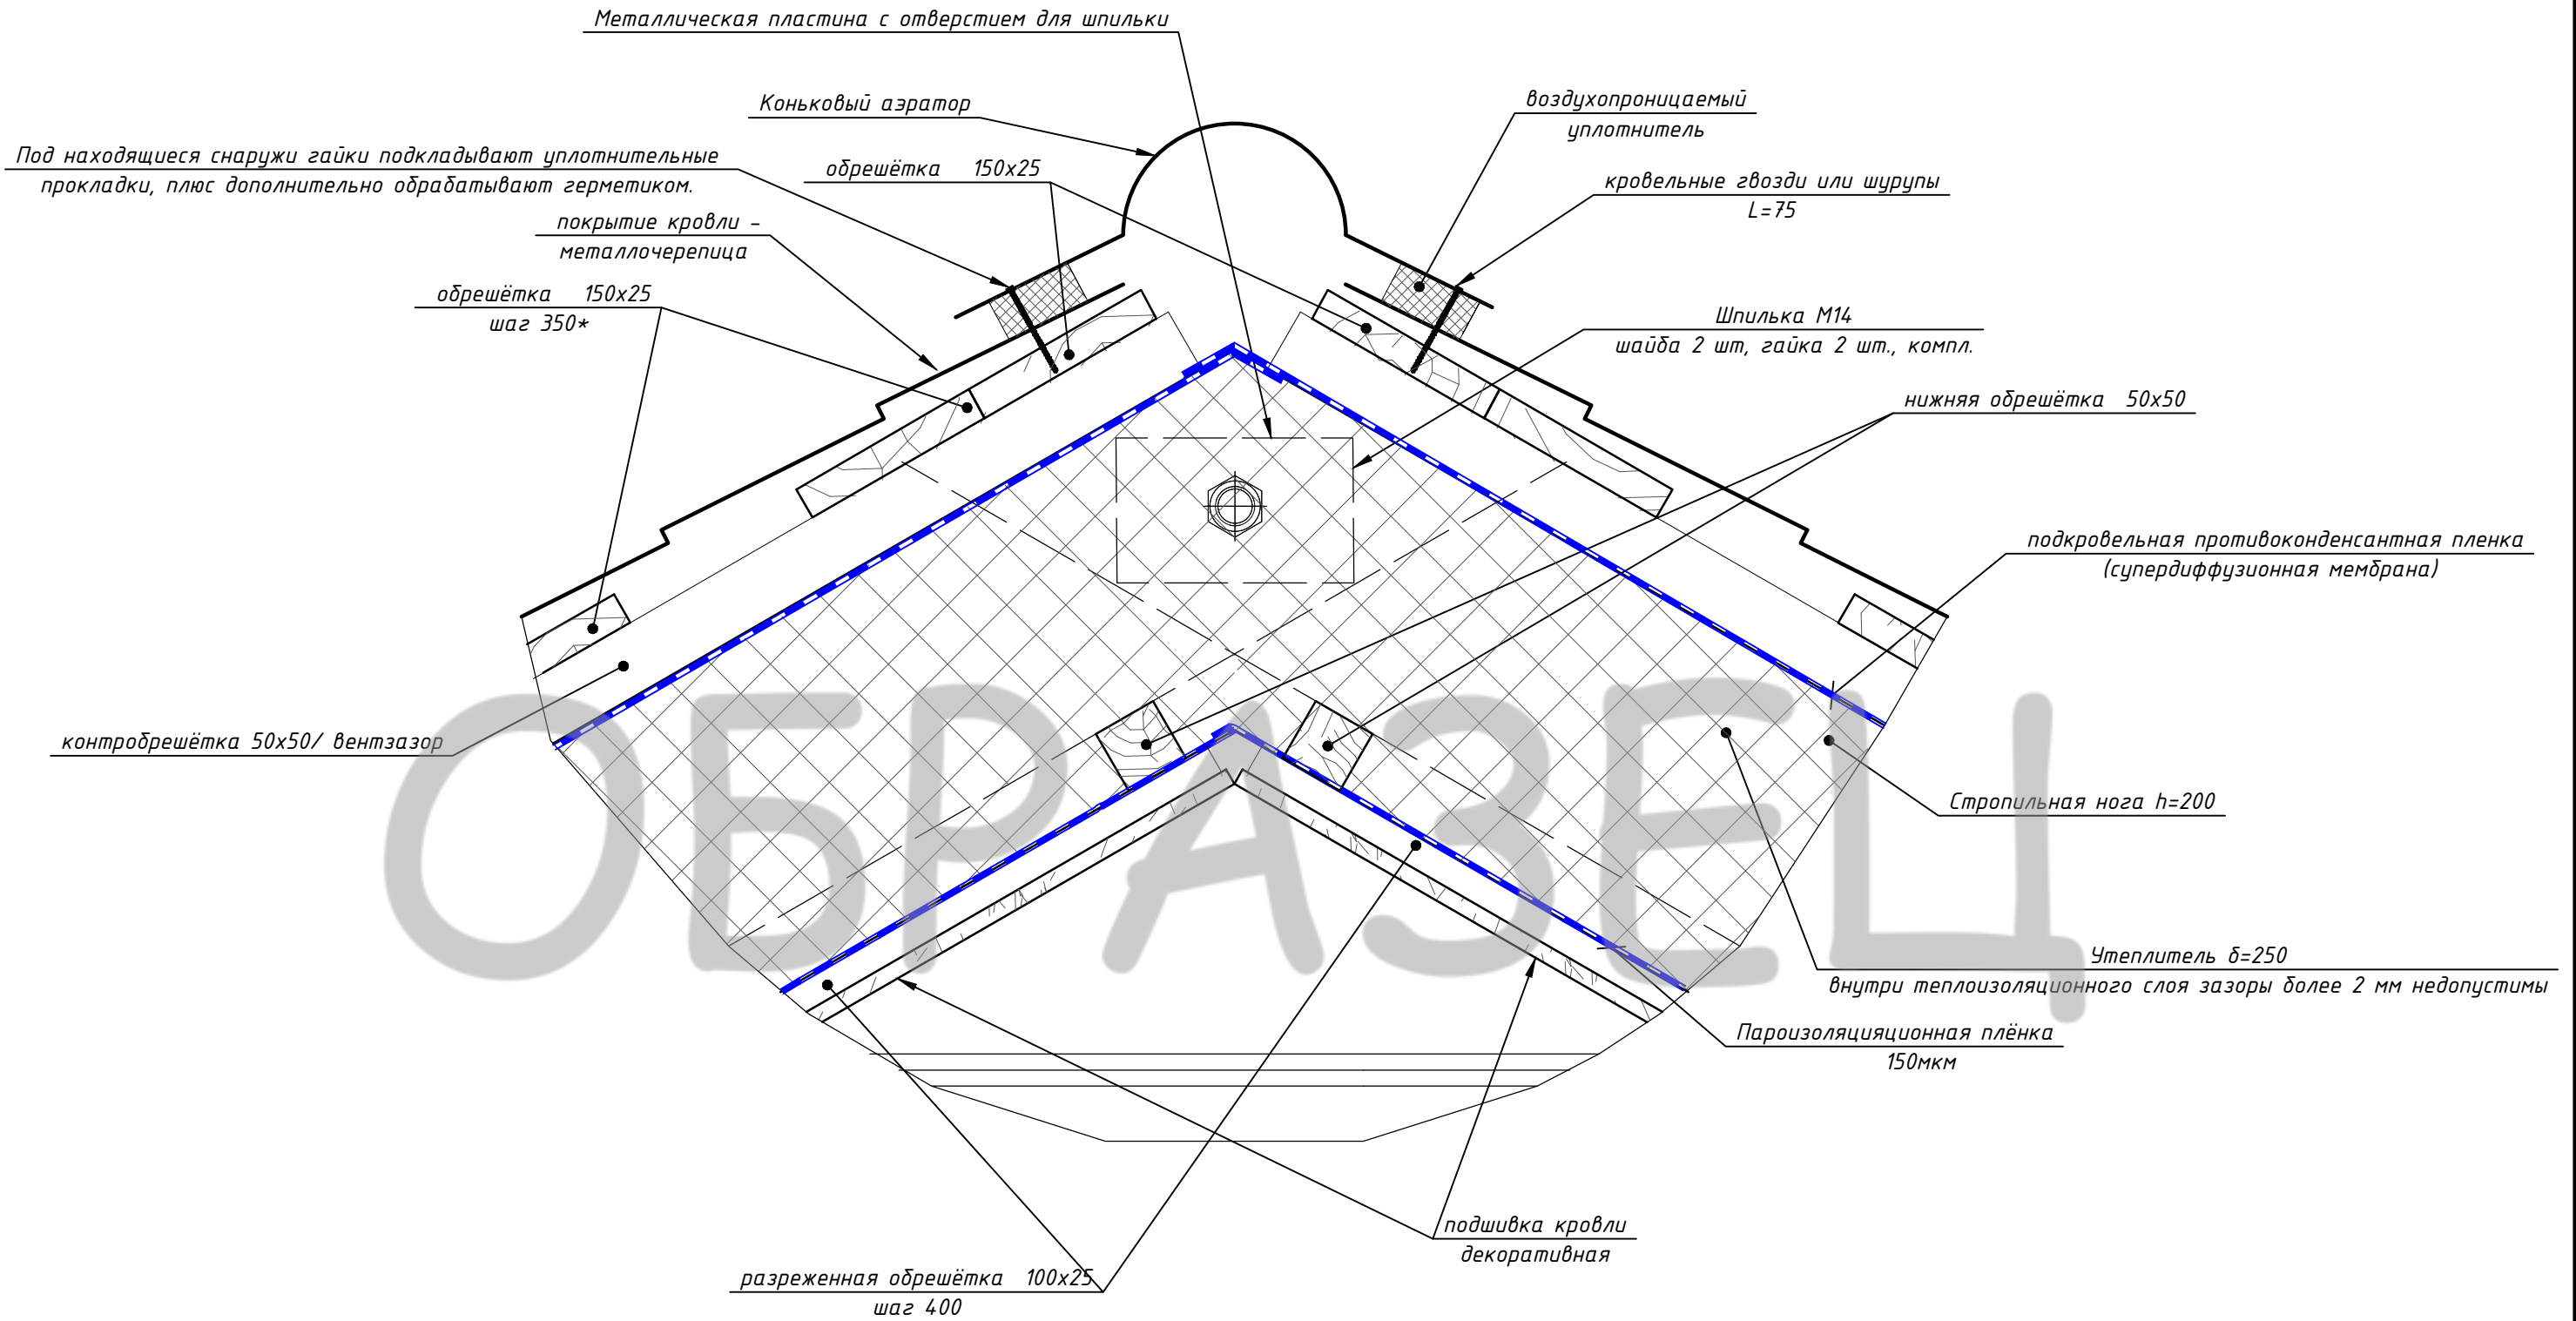 Металлическая пластина с отверстием для шпильки
Коньковый аэратор
воздухопроницаемый
уплотнитель
Под находящиеся снаружи гайки подкладывают уплотнительные
прокладки, плюс дополнительно обрабатывают герметиком.
обрешётка 150x25
кровельные гвозди или шурупы
L=75
покрытие кровли -
металлочерепица
обрешётка 150x25
шаг 350*
Шпилька М14
шайба 2 шт, гайка 2 шт., компл.
нижняя обрешётка 50x50
подкровельная противоконденсантная пленка
(супердиффузионная мембрана)
контробрешётка 50x50/ вентзазор
Стропильная нога h=200
ОБРАЗЕЦ
Утеплитель δ=250
внутри теплоизоляционного слоя зазоры более 2 мм недопустимы
Пароизоляцияционная плёнка
150мкм
подшивка кровли
декоративная
разреженная обрешётка 100x25
шаг 400